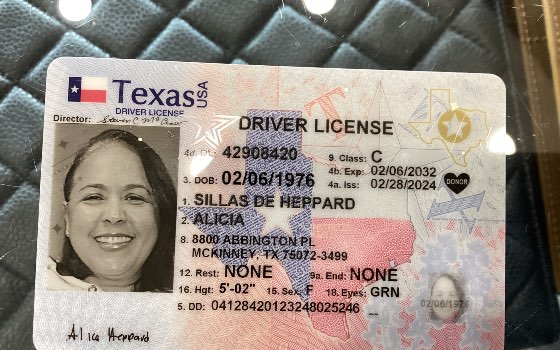 Texas USA
DRIVER LICENSE
Director:
DRIVER LICENSE
4d. DL: 42908420 9. Class: C
4b. Exp: 02/06/2032
3. DOB: 02/06/1976 4a. Iss: 02/28/2024 DONOR
1. SILLAS DE HEPPARD
2. ALICIA
8. 8800 ABBINGTON PL
MCKINNEY, TX 75072-3499
12. Rest: NONE 9a. End: NONE
16. Hgt: 5'-02" 15. Sex: F 18. Eyes: GRN
5. DD: 04128420123248025246
02/06/1976
Alica Heppard